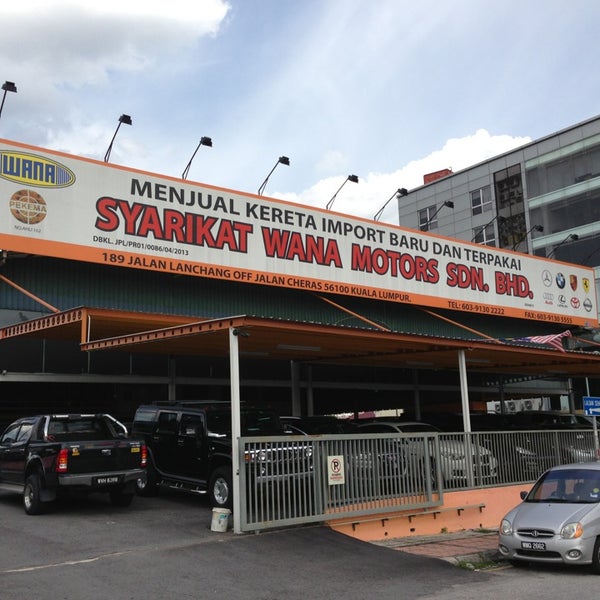 WANA
PEKEMA
MENJUAL KERETA IMPORT BARU DAN TERPAKAI
SYARIKAT WANA MOTORS SDN. BHD.
DBKL. JPL/PR01/0086/04/2013
189 JALAN LANCHANG OFF JALAN CHERAS 56100 KUALA LUMPUR.
TEL: 603-9130 2222
FAX: 603-9130 5555
P